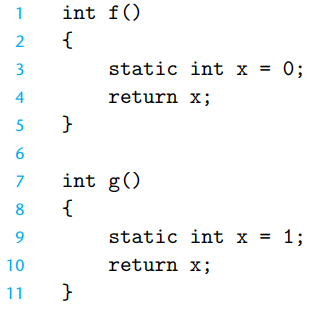 1 int f()
2 {
3     static int x = 0;
4     return x;
5 }
6
7 int g()
8 {
9     static int x = 1;
10     return x;
11 }